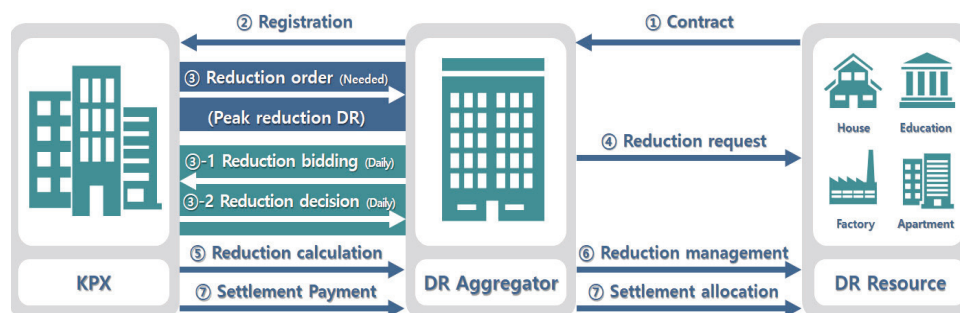 ② Registration
① Contract
③ Reduction order (Needed)
(Peak reduction DR)
③-1 Reduction bidding (Daily)
③-2 Reduction decision (Daily)
④ Reduction request
House
Education
Factory
Apartment
⑤ Reduction calculation
⑥ Reduction management
KPX
DR Aggregator
DR Resource
⑦ Settlement Payment
⑦ Settlement allocation